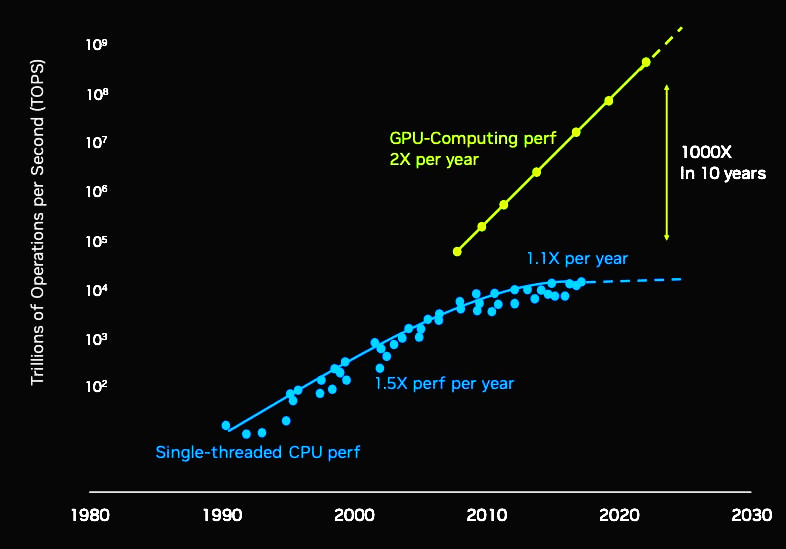 Trillions of Operations per Second (TOPS)
10⁹
10⁸
10⁷
10⁶
10⁵
10⁴
10³
10²
GPU-Computing perf
2X per year
1000X
In 10 years
1.1X per year
1.5X perf per year
Single-threaded CPU perf
1980 1990 2000 2010 2020 2030